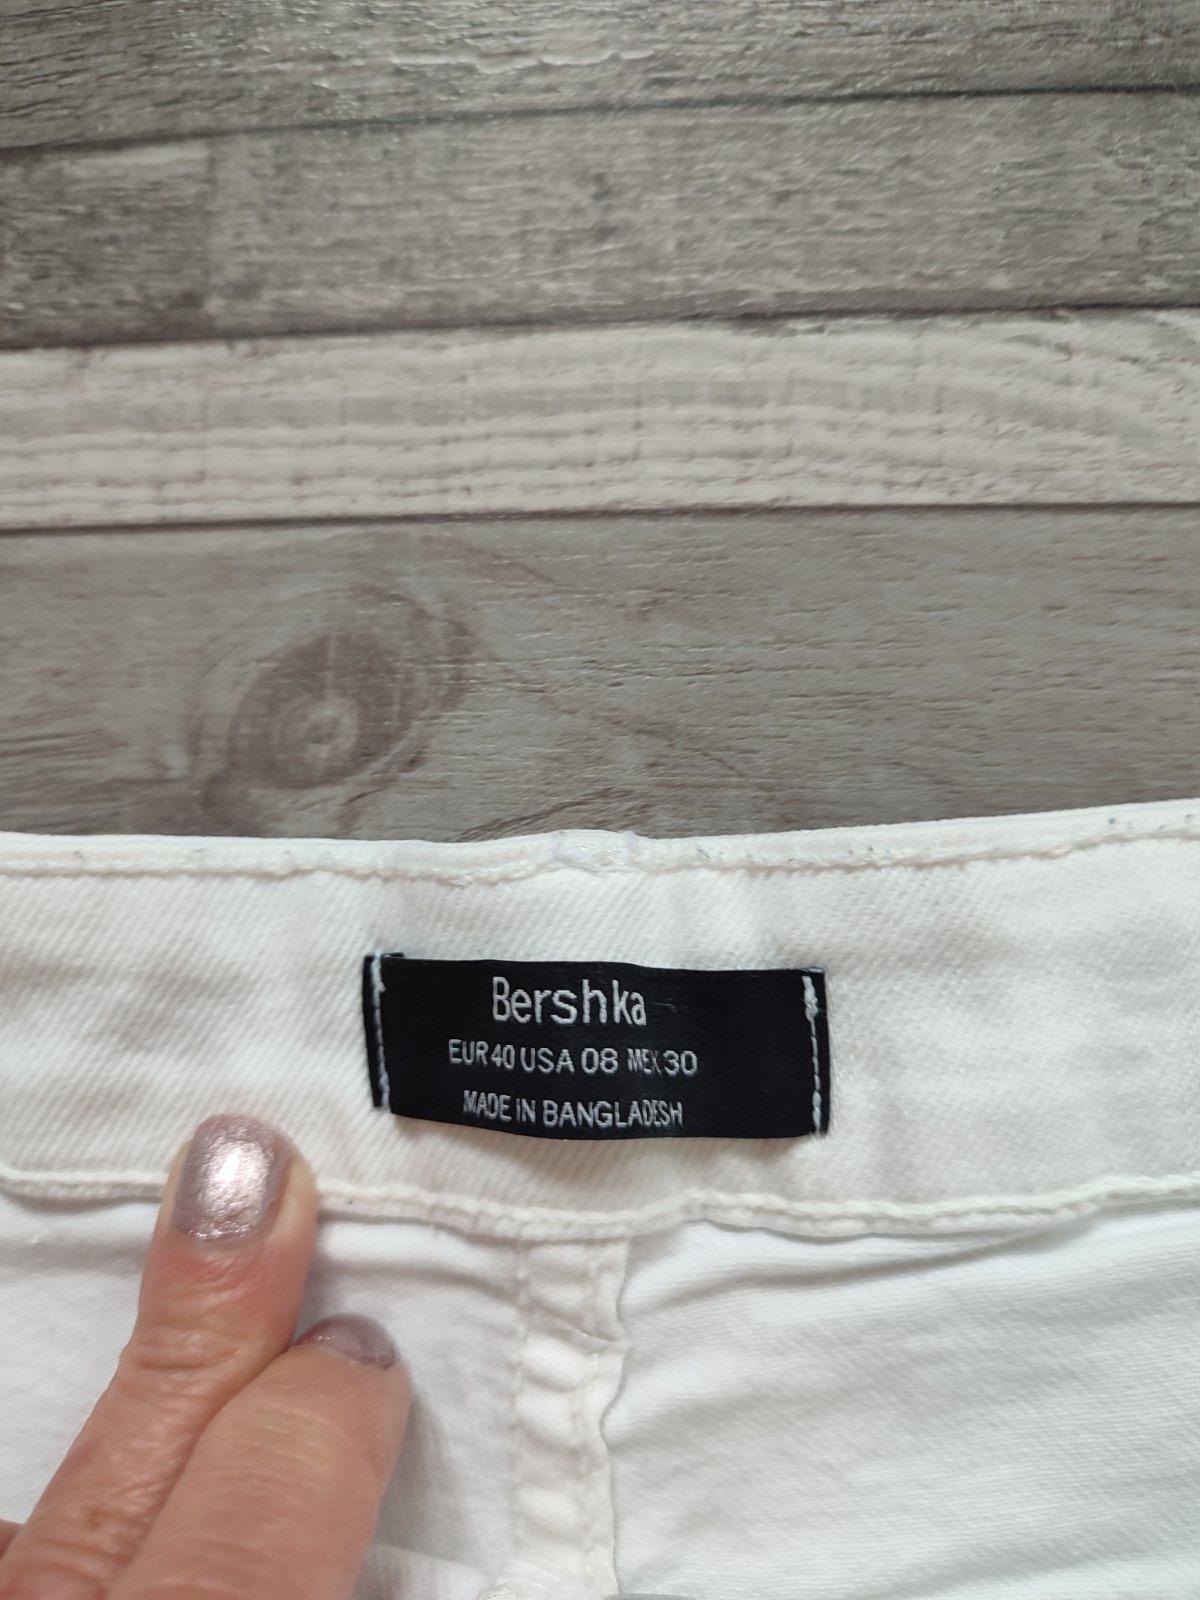 Bershka
EUR 40 USA 08 MEX 30
MADE IN BANGLADESH